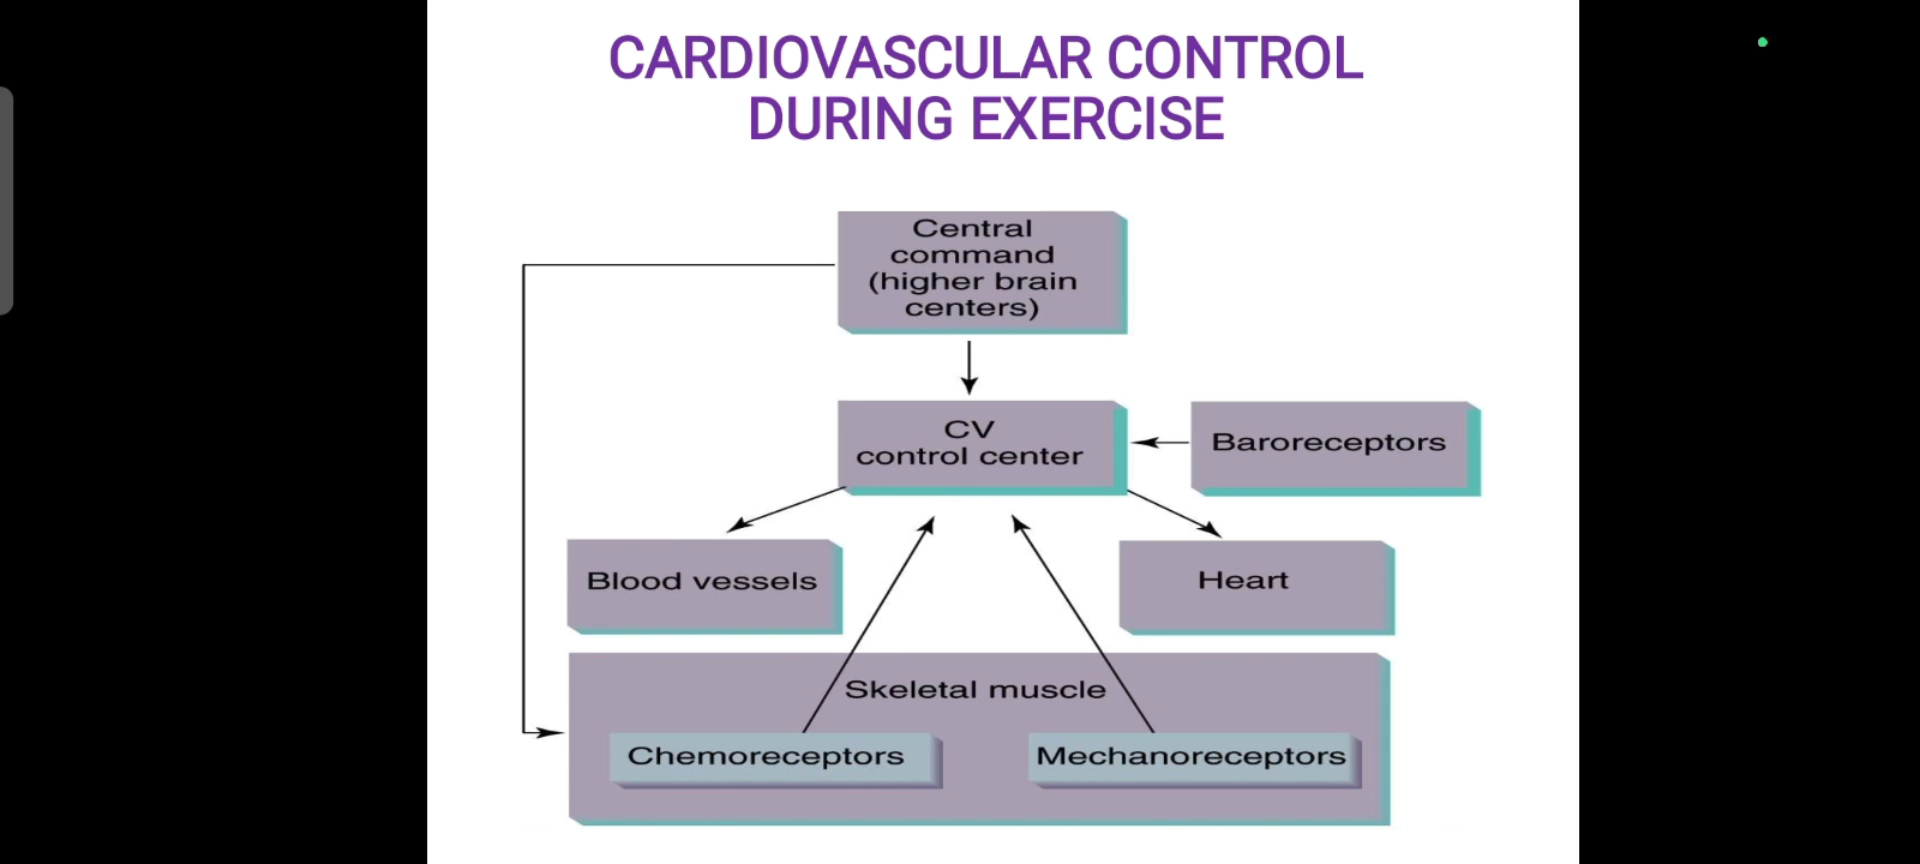 CARDIOVASCULAR CONTROL
DURING EXERCISE
Central
command
(higher brain
centers)
CV
control center
Baroreceptors
Blood vessels
Heart
Skeletal muscle
Chemoreceptors
Mechanoreceptors